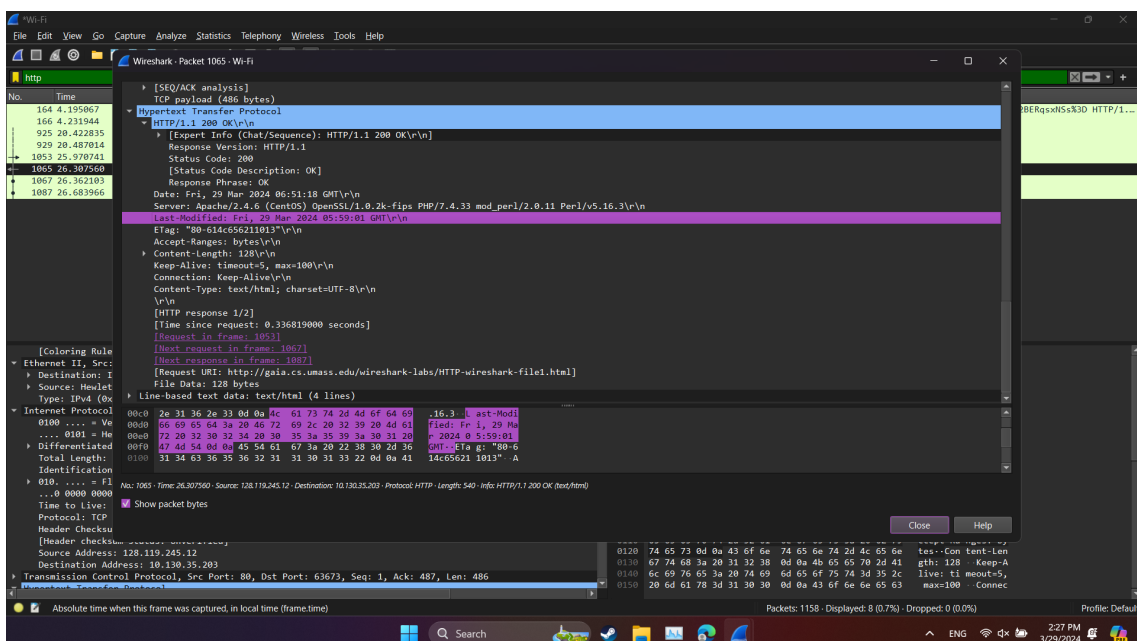 *Wi-Fi
File Edit View Go Capture Analyze Statistics Telephony Wireless Tools Help
Wireshark · Packet 1065 · Wi-Fi
http
No. Time
164 4.195067
166 4.231944
925 20.422835
929 20.487014
1053 25.970741
1065 26.307560
1067 26.362103
1087 26.683966
2BERqsxNSs%3D HTTP/1...
[SEQ/ACK analysis]
TCP payload (486 bytes)
Hypertext Transfer Protocol
HTTP/1.1 200 OK\r\n
[Expert Info (Chat/Sequence): HTTP/1.1 200 OK\r\n]
Response Version: HTTP/1.1
Status Code: 200
[Status Code Description: OK]
Response Phrase: OK
Date: Fri, 29 Mar 2024 06:51:18 GMT\r\n
Server: Apache/2.4.6 (CentOS) OpenSSL/1.0.2k-fips PHP/7.4.33 mod_perl/2.0.11 Perl/v5.16.3\r\n
Last-Modified: Fri, 29 Mar 2024 05:59:01 GMT\r\n
ETag: "80-614c656211013"\r\n
Accept-Ranges: bytes\r\n
Content-Length: 128\r\n
Keep-Alive: timeout=5, max=100\r\n
Connection: Keep-Alive\r\n
Content-Type: text/html; charset=UTF-8\r\n
\r\n
[HTTP response 1/2]
[Time since request: 0.336819000 seconds]
[Request in frame: 1053]
[Next request in frame: 1067]
[Next response in frame: 1087]
[Request URI: http://gaia.cs.umass.edu/wireshark-labs/HTTP-wireshark-file1.html]
File Data: 128 bytes
Line-based text data: text/html (4 lines)
00c0 2e 31 36 2e 33 0d 0a 4c 61 73 74 2d 4d 6f 64 69 .16.3··L ast-Modi
00d0 66 69 65 64 3a 20 46 72 69 2c 20 32 39 20 4d 61 fied: Fr i, 29 Ma
00e0 72 20 32 30 32 34 20 30 35 3a 35 39 3a 30 31 20 r 2024 0 5:59:01
00f0 47 4d 54 0d 0a 45 54 61 67 3a 20 22 38 30 2d 36 GMT··ETa g: "80-6
0100 31 34 63 36 35 36 32 31 31 30 31 33 22 0d 0a 41 14c65621 1013"··A
No.: 1065 · Time: 26.307560 · Source: 128.119.245.12 · Destination: 10.130.35.203 · Protocol: HTTP · Length: 540 · Info: HTTP/1.1 200 OK (text/html)
Show packet bytes
Close Help
[Coloring Rule
Ethernet II, Src:
Destination: I
Source: Hewlet
Type: IPv4 (0x
Internet Protocol
0100 .... = Ve
.... 0101 = He
Differentiated
Total Length:
Identification
010. .... = Fl
...0 0000 0000
Time to Live:
Protocol: TCP
Header Checksu
[Header checksum
Source Address: 128.119.245.12
Destination Address: 10.130.35.203
Transmission Control Protocol, Src Port: 80, Dst Port: 63673, Seq: 1, Ack: 487, Len: 486
0120 74 65 73 0d 0a 43 6f 6e 74 65 6e 74 2d 4c 65 6e tes··Con tent-Len
0130 67 74 68 3a 20 31 32 38 0d 0a 4b 65 65 70 2d 41 gth: 128 ··Keep-A
0140 6c 69 76 65 3a 20 74 69 6d 65 6f 75 74 3d 35 2c live: ti meout=5,
0150 20 6d 61 78 3d 31 30 30 0d 0a 43 6f 6e 6e 65 63 max=100 ··Connec
Absolute time when this frame was captured, in local time (frame.time)
Packets: 1158 · Displayed: 8 (0.7%) · Dropped: 0 (0.0%)
Profile: Defaul
Search
ENG
2:27 PM
3/29/2024